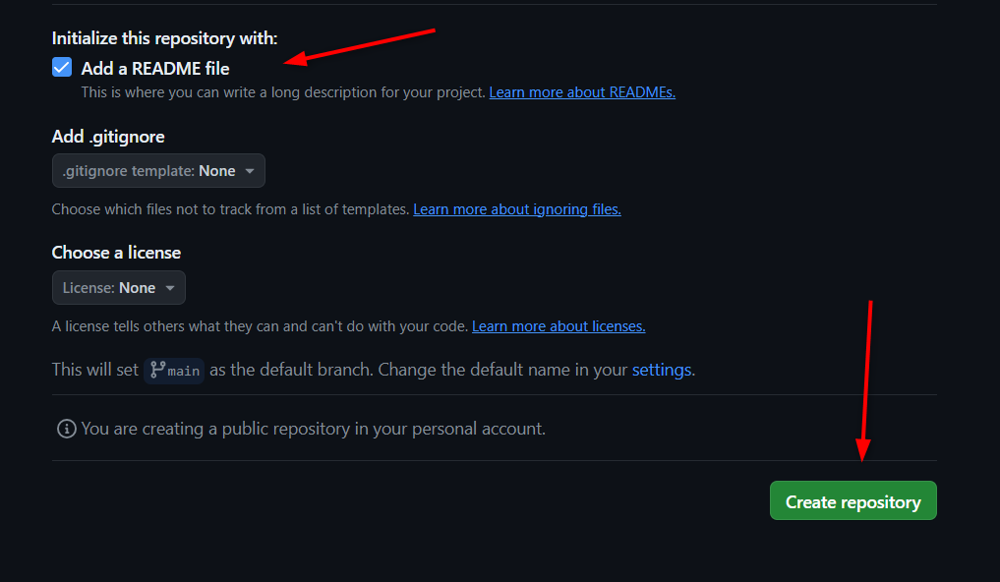 Initialize this repository with:
Add a README file
This is where you can write a long description for your project. Learn more about READMEs.
Add .gitignore
.gitignore template: None
Choose which files not to track from a list of templates. Learn more about ignoring files.
Choose a license
License: None
A license tells others what they can and can't do with your code. Learn more about licenses.
This will set main as the default branch. Change the default name in your settings.
You are creating a public repository in your personal account.
Create repository